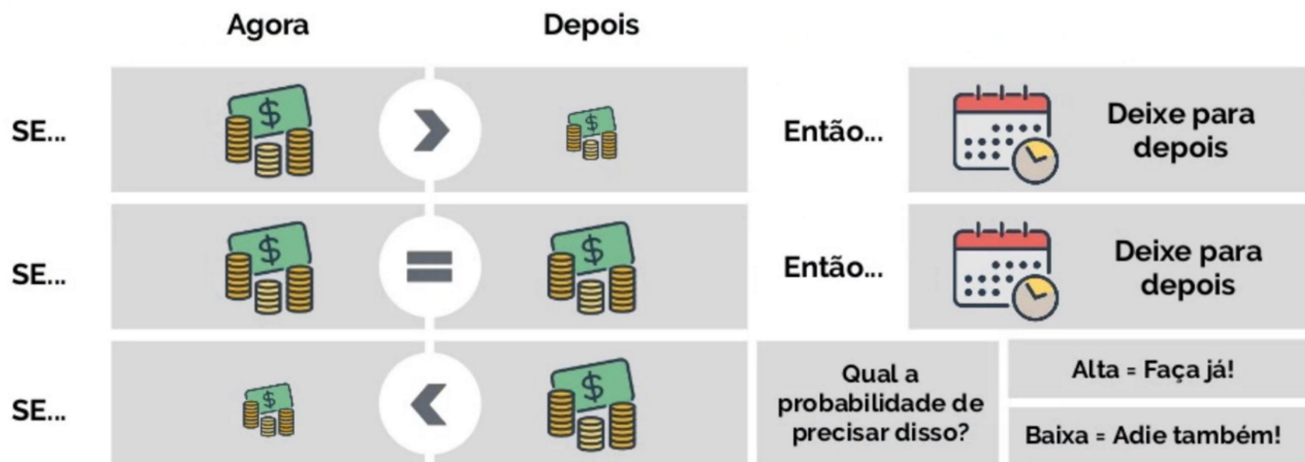 Agora
Depois
SE...
>
Então...
Deixe para
depois
SE...
=
Então...
Deixe para
depois
SE...
<
Qual a
probabilidade de
precisar disso?
Alta = Faça já!
Baixa = Adie também!